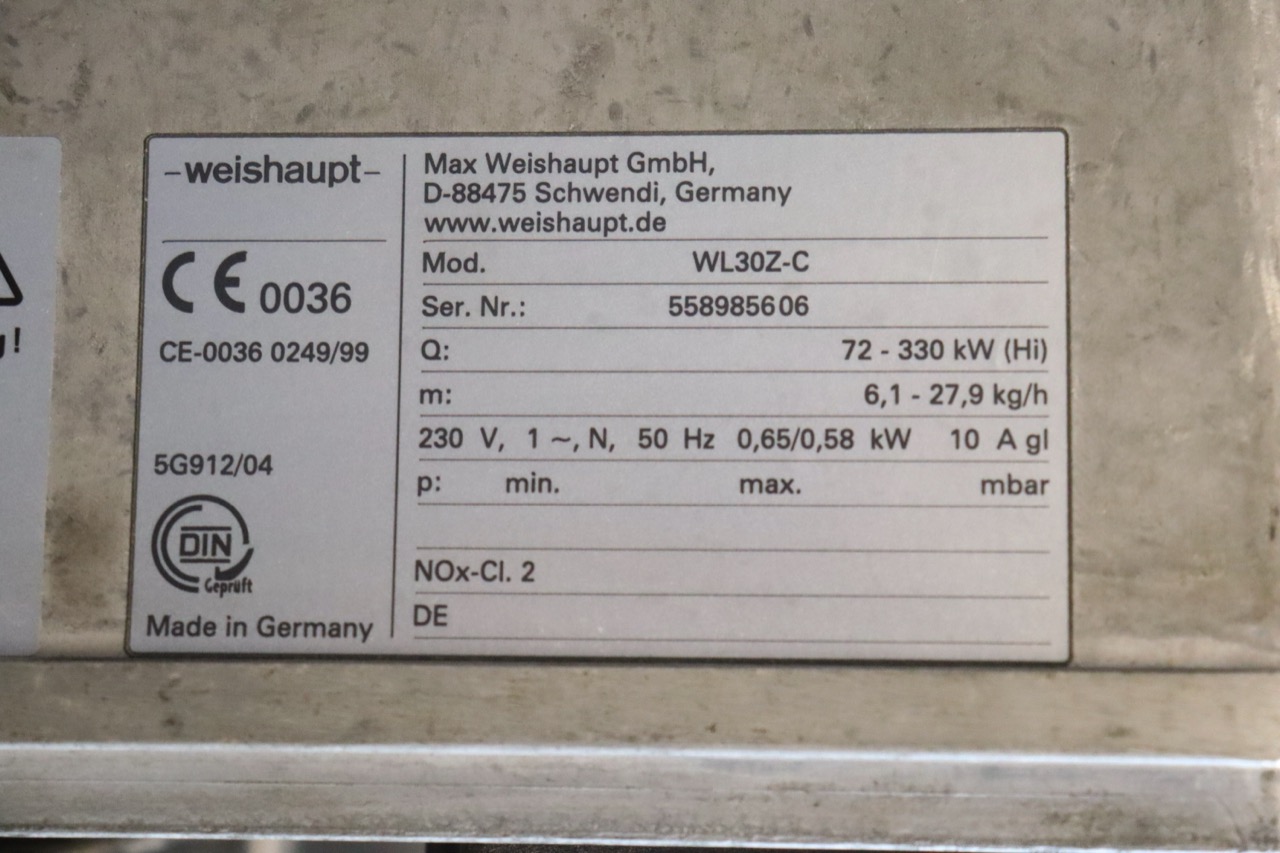 -weishaupt-
CE 0036
CE-0036 0249/99
5G912/04
DIN
Geprüft
Made in Germany
Max Weishaupt GmbH,
D-88475 Schwendi, Germany
www.weishaupt.de
Mod. WL30Z-C
Ser. Nr.: 558985606
Q: 72 - 330 kW (Hi)
m: 6,1 - 27,9 kg/h
230 V, 1 ~, N, 50 Hz 0,65/0,58 kW 10 A gl
p: min. max. mbar
NOx-Cl. 2
DE